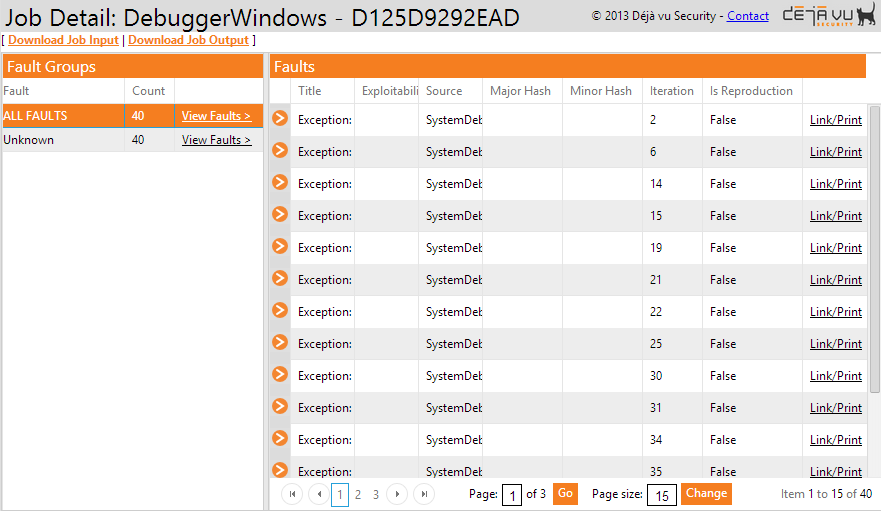 Job Detail: DebuggerWindows - D125D9292EAD
© 2013 Déjà vu Security - Contact
DĒJÀ VU
SECURITY
[ Download Job Input | Download Job Output ]
Fault Groups
Fault Count
ALL FAULTS 40 View Faults >
Unknown 40 View Faults >
Faults
Title Exploitabili Source Major Hash Minor Hash Iteration Is Reproduction
Exception: SystemDeb 2 False Link/Print
Exception: SystemDeb 6 False Link/Print
Exception: SystemDeb 14 False Link/Print
Exception: SystemDeb 15 False Link/Print
Exception: SystemDeb 19 False Link/Print
Exception: SystemDeb 21 False Link/Print
Exception: SystemDeb 22 False Link/Print
Exception: SystemDeb 25 False Link/Print
Exception: SystemDeb 30 False Link/Print
Exception: SystemDeb 31 False Link/Print
Exception: SystemDeb 34 False Link/Print
Exception: SystemDeb 35 False Link/Print
1 2 3 Page: 1 of 3 Go Page size: 15 Change Item 1 to 15 of 40